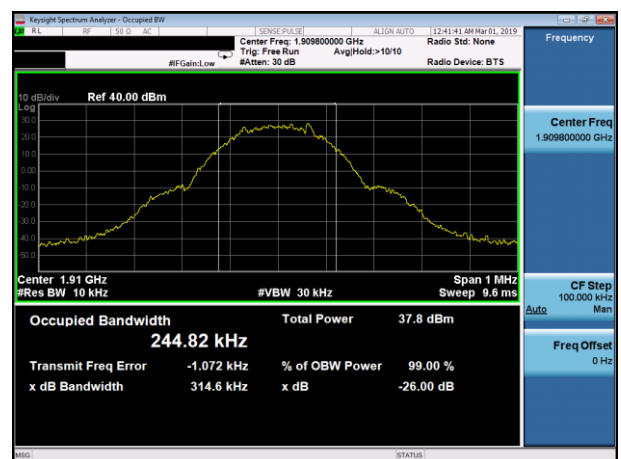 Keysight Spectrum Analyzer - Occupied BW
RL RF 50 Ω AC SENSE:PULSE ALIGN AUTO 12:41:41 AM Mar 01, 2019
Center Freq: 1.909800000 GHz Radio Std: None
Trig: Free Run Avg|Hold:>10/10
#IFGain:Low #Atten: 30 dB Radio Device: BTS
10 dB/div Ref 40.00 dBm
Log
30.0
20.0
10.0
0.00
-10.0
-20.0
-30.0
-40.0
-50.0
Center 1.91 GHz Span 1 MHz
#Res BW 10 kHz #VBW 30 kHz Sweep 9.6 ms
Occupied Bandwidth Total Power 37.8 dBm
244.82 kHz
Transmit Freq Error -1.072 kHz % of OBW Power 99.00 %
x dB Bandwidth 314.6 kHz x dB -26.00 dB
MSG STATUS
Frequency
Center Freq
1.909800000 GHz
CF Step
100.000 kHz
Auto Man
Freq Offset
0 Hz